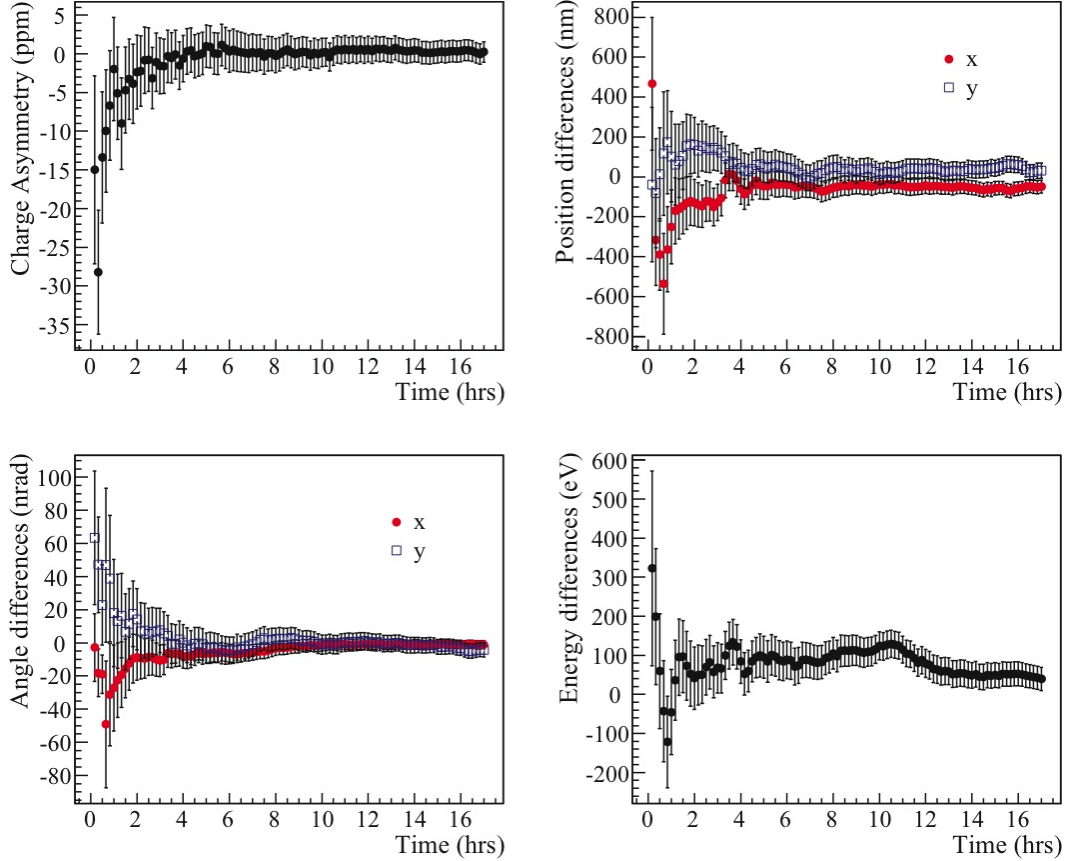 Charge Asymmetry (ppm)
5
0
-5
-10
-15
-20
-25
-30
-35
0 2 4 6 8 10 12 14 16
Time (hrs)
Position differences (nm)
800
600
400
200
0
-200
-400
-600
-800
x
y
0 2 4 6 8 10 12 14 16
Time (hrs)
Angle differences (nrad)
100
80
60
40
20
0
-20
-40
-60
-80
x
y
0 2 4 6 8 10 12 14 16
Time (hrs)
Energy differences (eV)
600
500
400
300
200
100
0
-100
-200
0 2 4 6 8 10 12 14 16
Time (hrs)